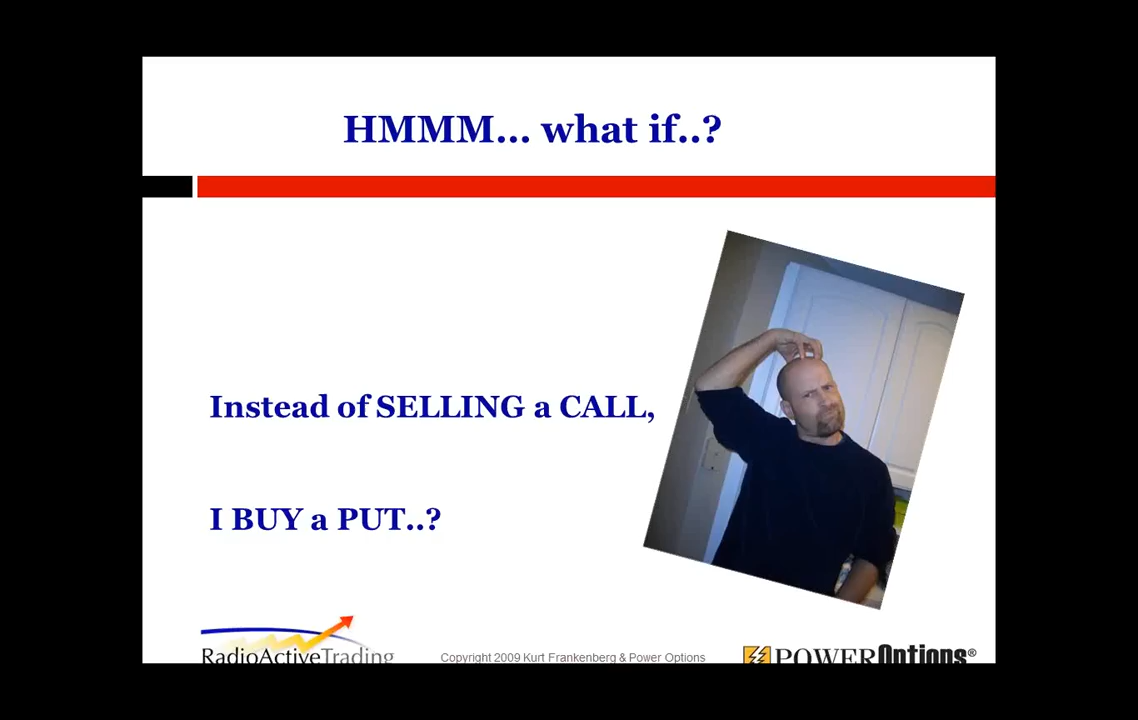 HMMM... what if..?
Instead of SELLING a CALL,
I BUY a PUT..?
RadioActiveTrading
Copyright 2009 Kurt Frankenberg & Power Options
POWEROptions®